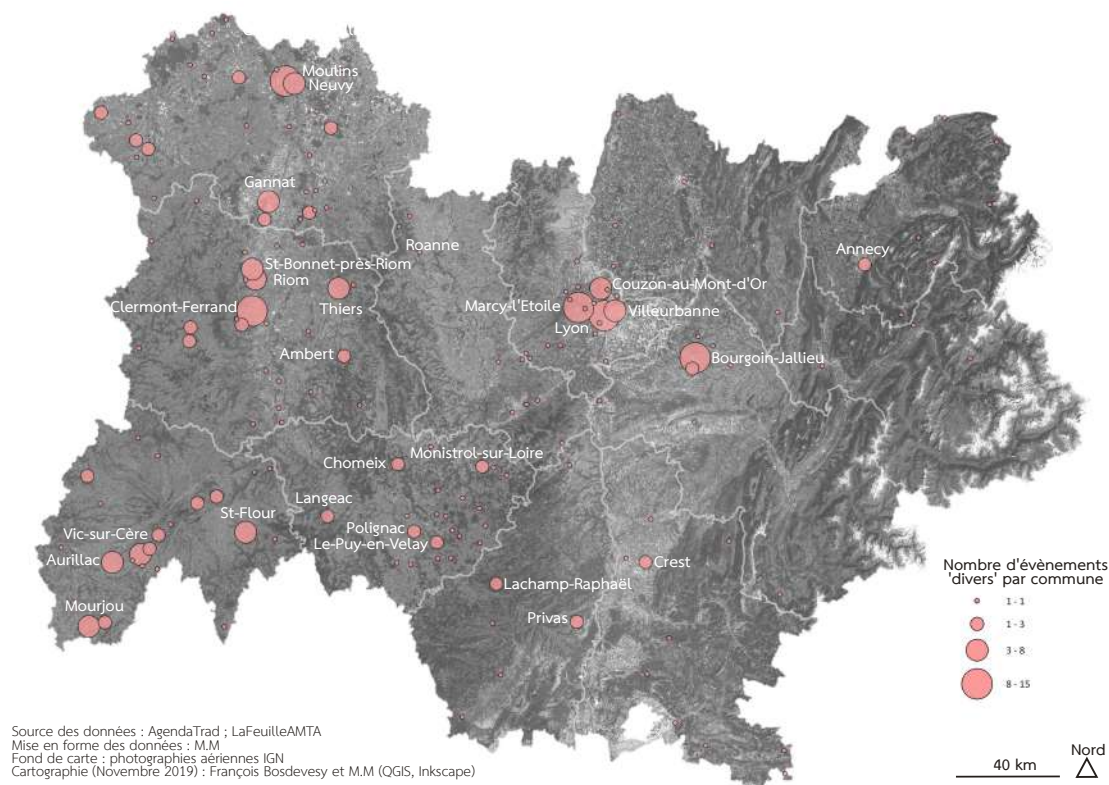 Moulins
Neuvy
Gannat
Roanne
Annecy
St-Bonnet-près-Riom
Riom
Couzon-au-Mont-d'Or
Clermont-Ferrand
Thiers
Marcy-l'Etoile
Villeurbanne
Lyon
Ambert
Bourgoin-Jallieu
Monistrol-sur-Loire
Chomeix
Langeac
St-Flour
Vic-sur-Cère
Polignac
Le-Puy-en-Velay
Aurillac
Crest
Lachamp-Raphaël
Mourjou
Privas
Nombre d'évènements
'divers' par commune
1 - 1
1 - 3
3 - 8
8 - 15
Source des données : AgendaTrad ; LaFeuilleAMTA
Mise en forme des données : M.M
Fond de carte : photographies aériennes IGN
Cartographie (Novembre 2019) : François Bosdevesy et M.M (QGIS, Inkscape)
40 km
Nord